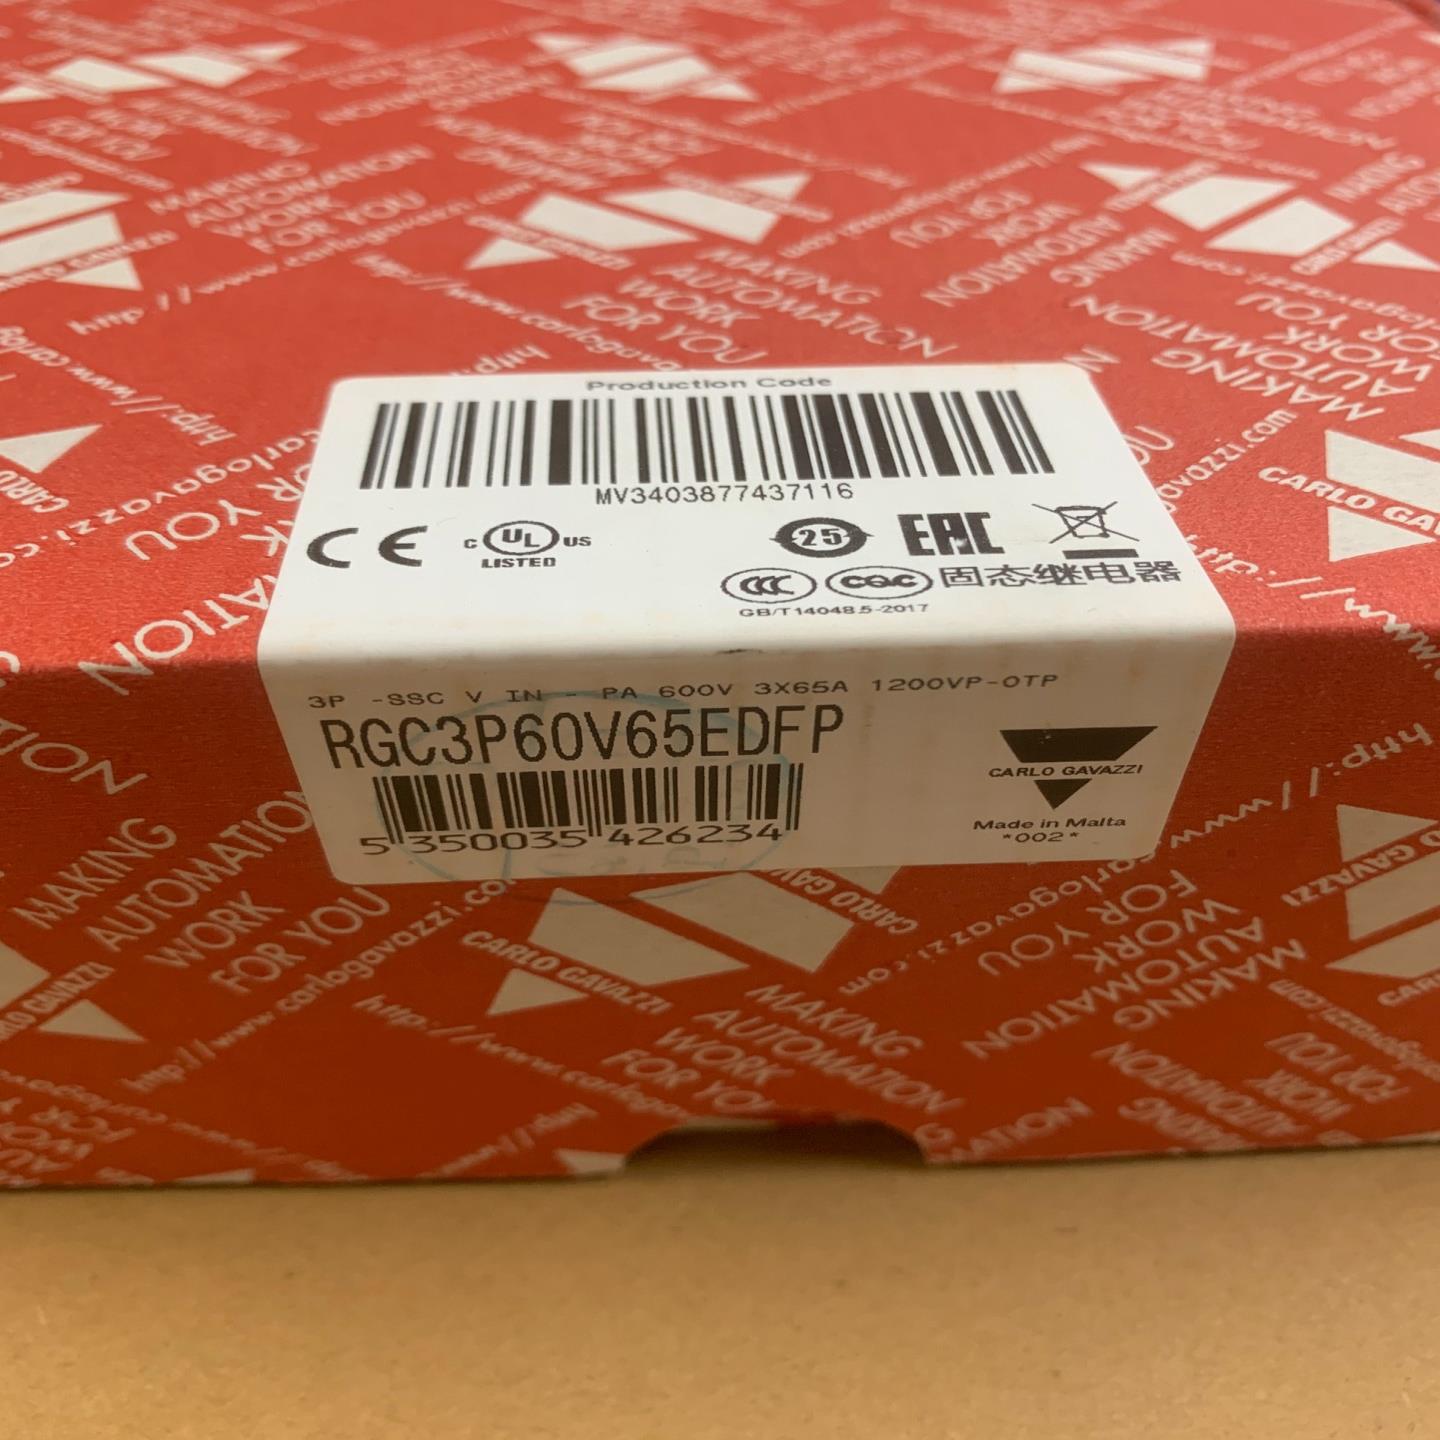 Production Code
MV3403877437116
CE
c UL us
LISTED
25
EAC
CCC
CQC
固态继电器
GB/T14048.5-2017
3P -SSC V IN - PA 600V 3X65A 1200VP-OTP
RGC3P60V65EDFP
5 350035 426234
CARLO GAVAZZI
Made in Malta
*002*
MAKING
AUTOMATION
WORK
FOR YOU
http://www.carlogavazzi.com
CARLO GAVAZZI